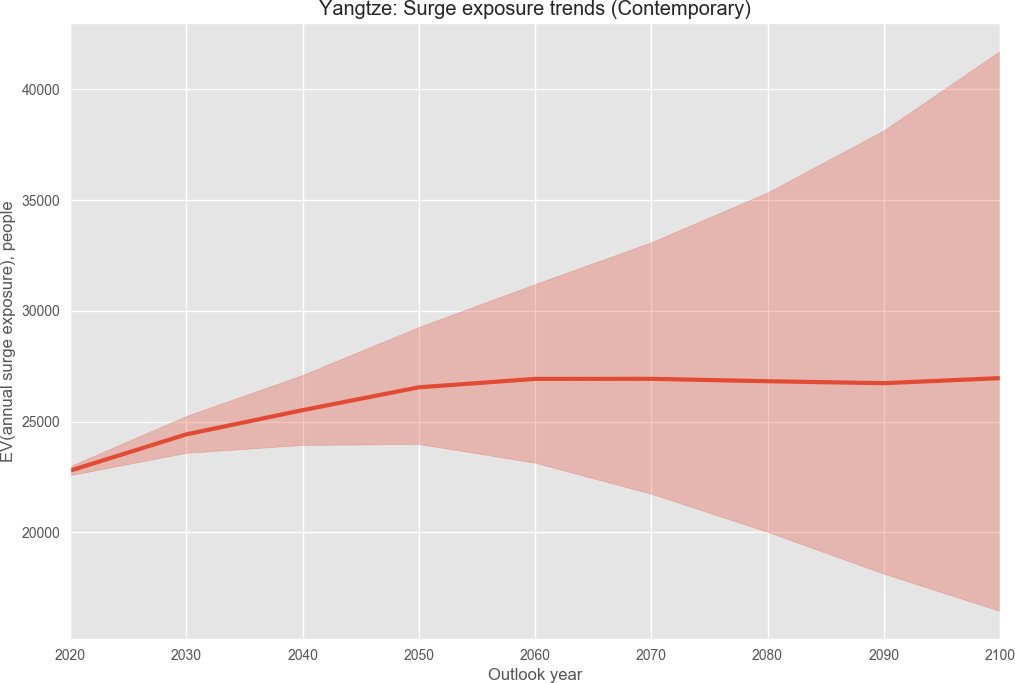 Yangtze: Surge exposure trends (Contemporary)
EV(annual surge exposure), people
40000
35000
30000
25000
20000
2020 2030 2040 2050 2060 2070 2080 2090 2100
Outlook year